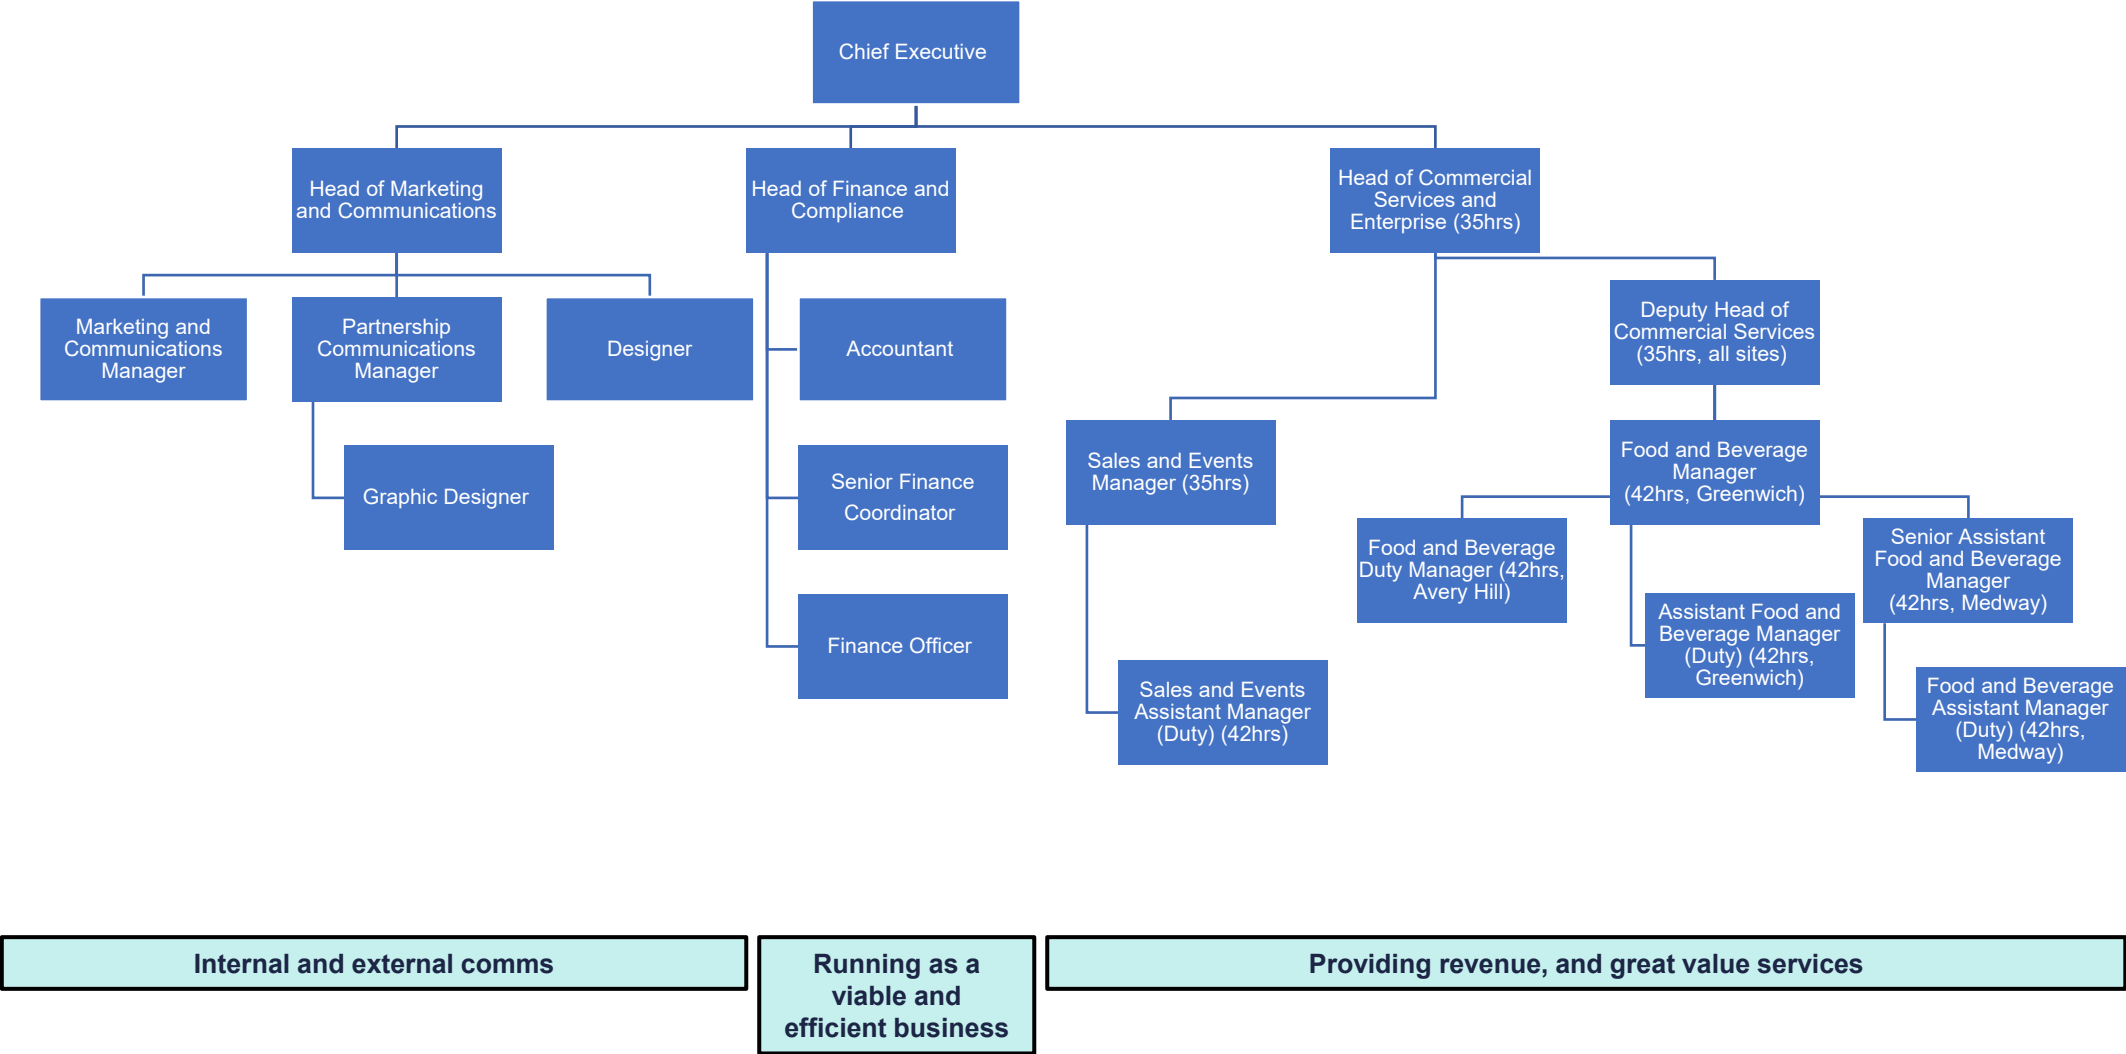 Chief Executive
Head of Marketing
and Communications
Head of Finance and
Compliance
Head of Commercial
Services and
Enterprise (35hrs)
Marketing and
Communications
Manager
Partnership
Communications
Manager
Designer
Graphic Designer
Accountant
Senior Finance
Coordinator
Finance Officer
Deputy Head of
Commercial Services
(35hrs, all sites)
Sales and Events
Manager (35hrs)
Sales and Events
Assistant Manager
(Duty) (42hrs)
Food and Beverage
Manager
(42hrs, Greenwich)
Food and Beverage
Duty Manager (42hrs,
Avery Hill)
Assistant Food and
Beverage Manager
(Duty) (42hrs,
Greenwich)
Senior Assistant
Food and Beverage
Manager
(42hrs, Medway)
Food and Beverage
Assistant Manager
(Duty) (42hrs,
Medway)
Internal and external comms
Running as a
viable and
efficient business
Providing revenue, and great value services